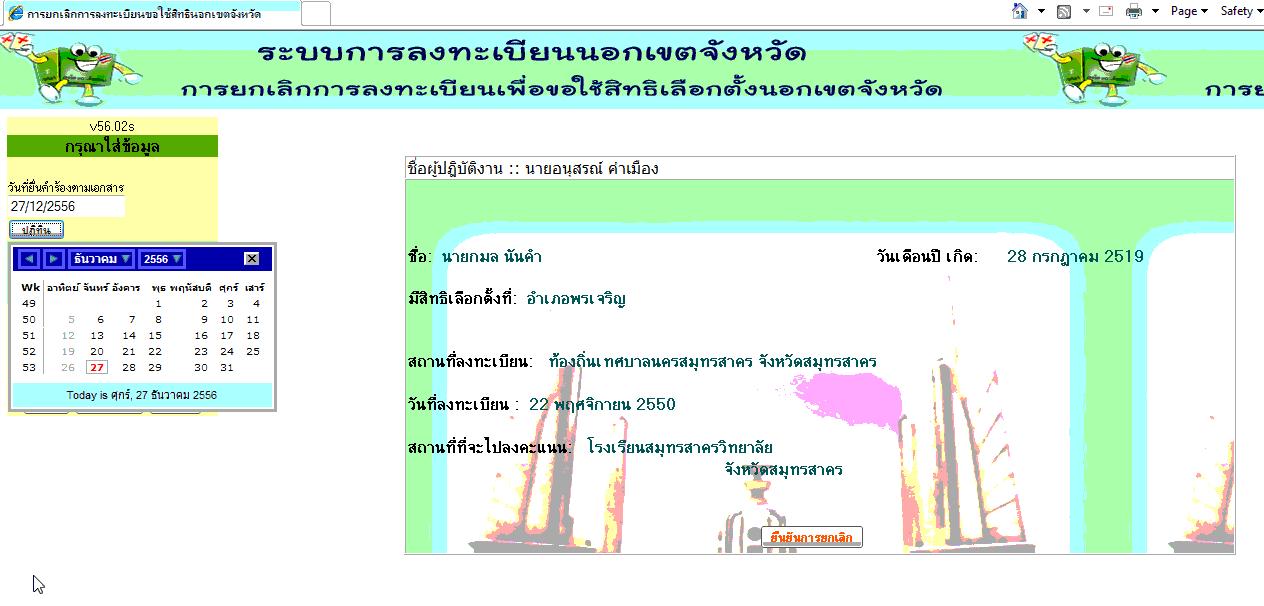 การยกเลิกการลงทะเบียนขอใช้สิทธินอกเขตจังหวัด
Page
Safety
ระบบการลงทะเบียนนอกเขตจังหวัด
การยกเลิกการลงทะเบียนเพื่อขอใช้สิทธิเลือกตั้งนอกเขตจังหวัด
v56.02s
กรุณาใส่ข้อมูล
วันที่ยื่นคำร้องตามเอกสาร
27/12/2556
ปฏิทิน
ธันวาคม 2556
Wk อาทิตย์ จันทร์ อังคาร พุธ พฤหัสบดี ศุกร์ เสาร์
49 1 2 3 4
50 5 6 7 8 9 10 11
51 12 13 14 15 16 17 18
52 19 20 21 22 23 24 25
53 26 27 28 29 30 31
Today is ศุกร์, 27 ธันวาคม 2556
ชื่อผู้ปฎิบัติงาน :: นายอนุสรณ์ คำเมือง
ชื่อ: นายกมล นันคำ วันเดือนปี เกิด: 28 กรกฎาคม 2519
มีสิทธิเลือกตั้งที่: อำเภอพรเจริญ
สถานที่ลงทะเบียน: ท้องถิ่นเทศบาลนครสมุทรสาคร จังหวัดสมุทรสาคร
วันที่ลงทะเบียน : 22 พฤศจิกายน 2550
สถานที่ที่จะไปลงคะแนน: โรงเรียนสมุทรสาครวิทยาลัย
จังหวัดสมุทรสาคร
ยืนยันการยกเลิก